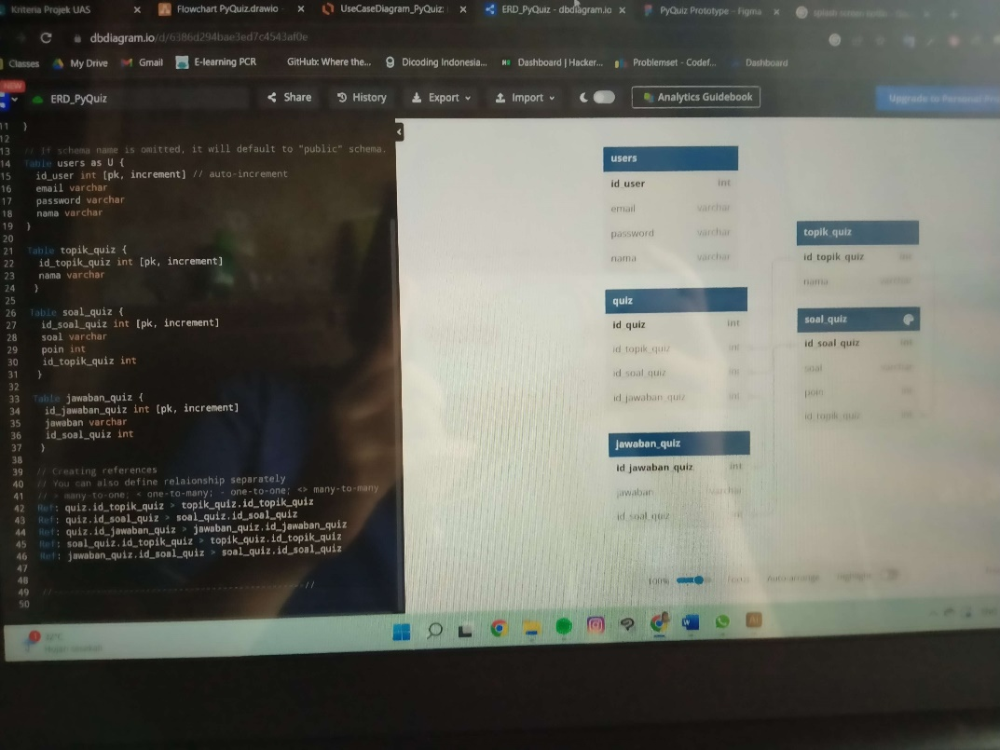 Kriteria Projek UAS
Flowchart PyQuiz.drawio
UseCaseDiagram_PyQuiz:
ERD_PyQuiz - dbdiagram.io
PyQuiz Prototype - Figma
dbdiagram.io/d/6386d294bae3ed7c4543af0e
Classes
My Drive
Gmail
E-learning PCR
GitHub: Where the...
Dicoding Indonesia...
Dashboard | Hacker...
Problemset - Codef...
Dashboard
NEW
ERD_PyQuiz
Share
History
Export
Import
Analytics Guidebook
Upgrade to Personal Pro
11 }
12
13 // If schema name is omitted, it will default to "public" schema.
14 Table users as U {
15 id_user int [pk, increment] // auto-increment
16 email varchar
17 password varchar
18 nama varchar
19 }
20
21 Table topik_quiz {
22 id_topik_quiz int [pk, increment]
23 nama varchar
24 }
25
26 Table soal_quiz {
27 id_soal_quiz int [pk, increment]
28 soal varchar
29 poin int
30 id_topik_quiz int
31 }
32
33 Table jawaban_quiz {
34 id_jawaban_quiz int [pk, increment]
35 jawaban varchar
36 id_soal_quiz int
37 }
38
39 // Creating references
40 // You can also define relaionship separately
41 // > many-to-one; < one-to-many; - one-to-one; <> many-to-many
42 Ref: quiz.id_topik_quiz > topik_quiz.id_topik_quiz
43 Ref: quiz.id_soal_quiz > soal_quiz.id_soal_quiz
44 Ref: quiz.id_jawaban_quiz > jawaban_quiz.id_jawaban_quiz
45 Ref: soal_quiz.id_topik_quiz > topik_quiz.id_topik_quiz
46 Ref: jawaban_quiz.id_soal_quiz > soal_quiz.id_soal_quiz
47
48
49
50
users
id_user int
email varchar
password varchar
nama varchar
quiz
id_quiz int
id_topik_quiz int
id_soal_quiz int
id_jawaban_quiz int
jawaban_quiz
id_jawaban_quiz int
jawaban varchar
id_soal_quiz int
topik_quiz
id_topik_quiz int
nama varchar
soal_quiz
id_soal_quiz int
soal varchar
poin int
id_topik_quiz int
100%
Auto-arrange
Highlight